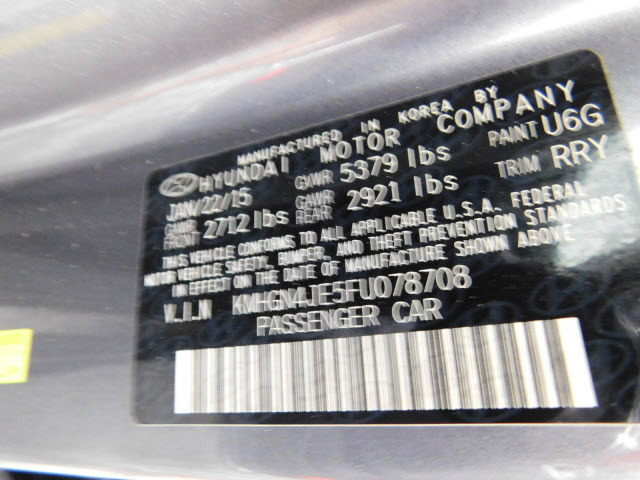 MANUFACTURED IN KOREA BY
HYUNDAI MOTOR COMPANY
JAN/22/15 GVWR 5379 lbs PAINT U6G
GAWR FRONT 2712 lbs GAWR REAR 2921 lbs TRIM RRY
THIS VEHICLE CONFORMS TO ALL APPLICABLE U.S.A. FEDERAL
MOTOR VEHICLE SAFETY, BUMPER, AND THEFT PREVENTION STANDARDS
IN EFFECT ON THE DATE OF MANUFACTURE SHOWN ABOVE
V.I.N KMHGN4JE5FU078708
PASSENGER CAR